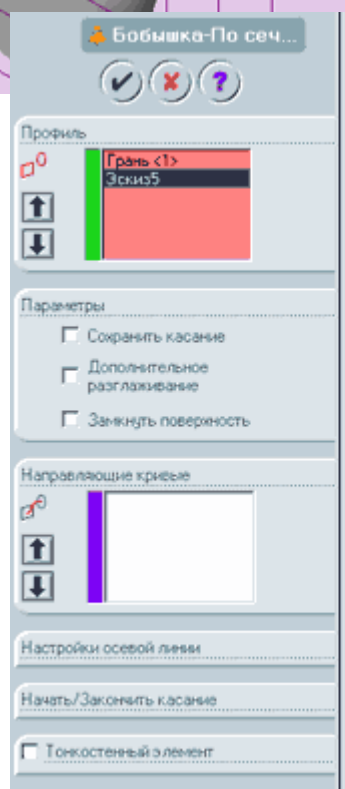 Бобышка-По сеч...
?
Профиль
Грань <1>
Эскиз5
Параметры
Сохранить касание
Дополнительное
разглаживание
Замкнуть поверхность
Направляющие кривые
Настройки осевой линии
Начать/Закончить касание
Тонкостенный элемент